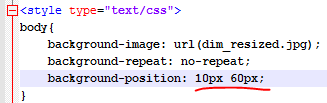 <style type="text/css">
body{
background-image: url(dim_resized.jpg);
background-repeat: no-repeat;
background-position: 10px 60px;
}